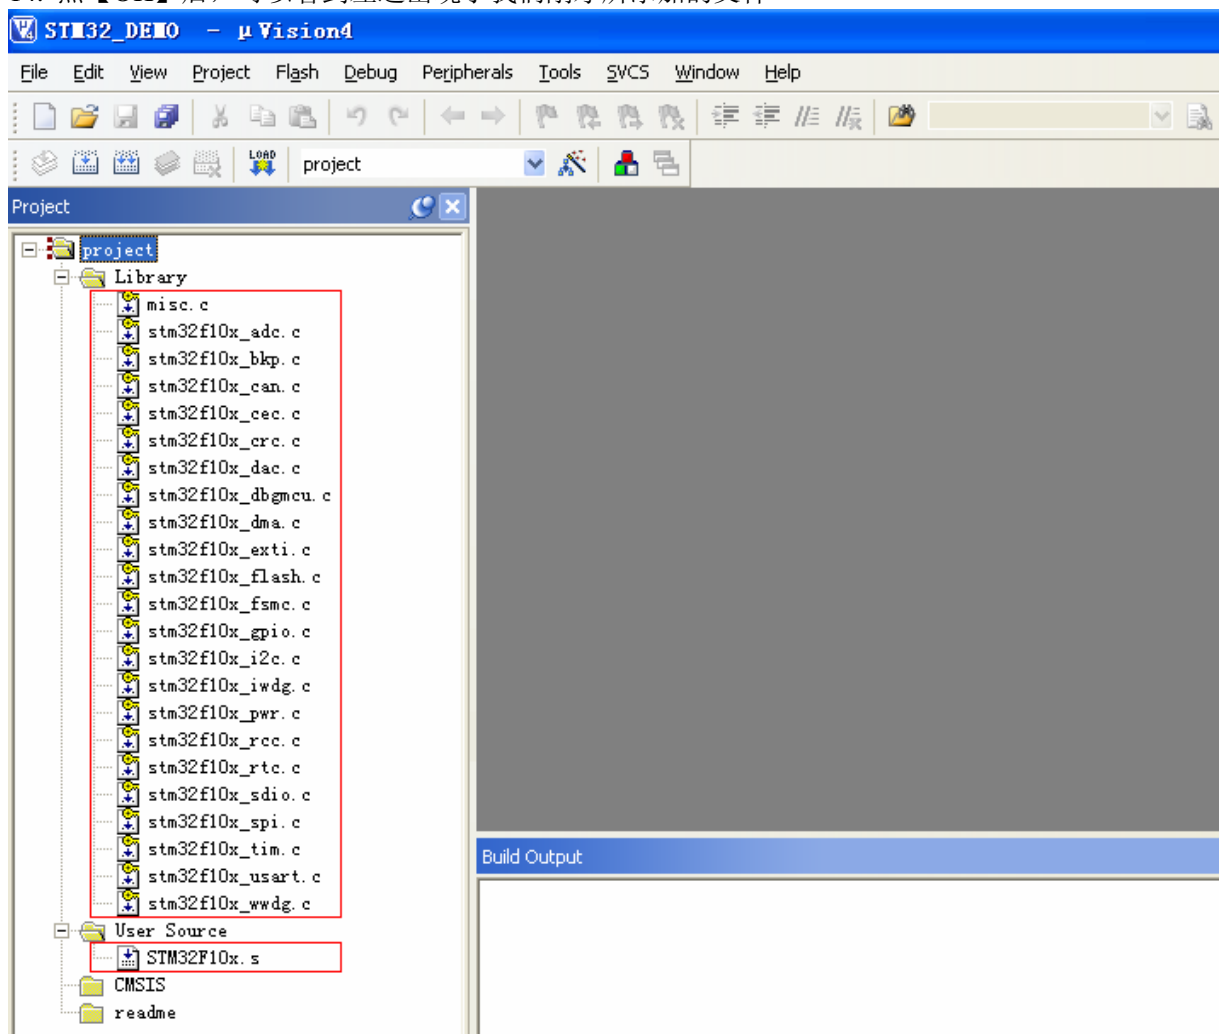 STM32_DEMO - μVision4
File Edit View Project Flash Debug Peripherals Tools SVCS Window Help
LOAD project
Project
project
Library
misc.c
stm32f10x_adc.c
stm32f10x_bkp.c
stm32f10x_can.c
stm32f10x_cec.c
stm32f10x_crc.c
stm32f10x_dac.c
stm32f10x_dbgmcu.c
stm32f10x_dma.c
stm32f10x_exti.c
stm32f10x_flash.c
stm32f10x_fsmc.c
stm32f10x_gpio.c
stm32f10x_i2c.c
stm32f10x_iwdg.c
stm32f10x_pwr.c
stm32f10x_rcc.c
stm32f10x_rtc.c
stm32f10x_sdio.c
stm32f10x_spi.c
stm32f10x_tim.c
Build Output
stm32f10x_usart.c
stm32f10x_wwdg.c
User Source
STM32F10x.s
CMSIS
readme